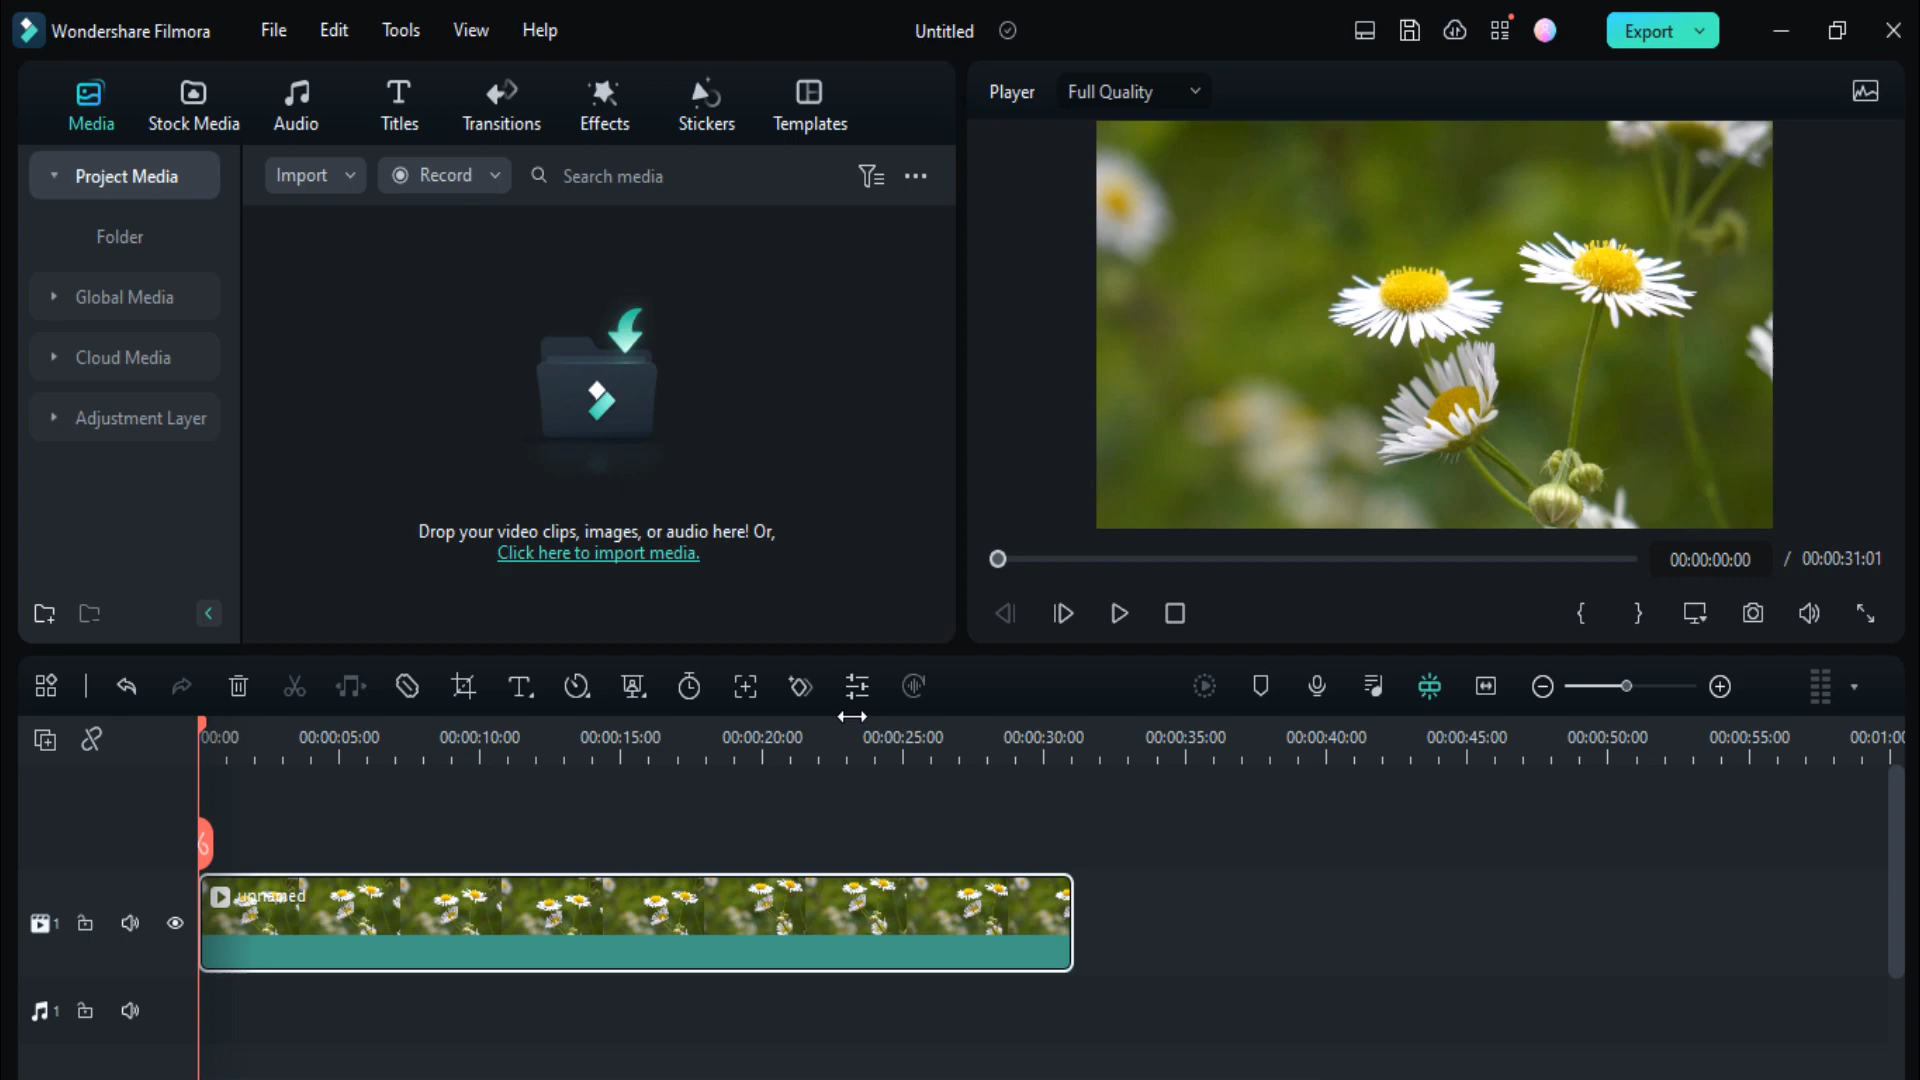 Wondershare Filmora
File
Edit
Tools
View
Help
Untitled
Export
Media
Stock Media
Audio
Titles
Transitions
Effects
Stickers
Templates
Player
Full Quality
Project Media
Import
Record
Search media
Folder
Global Media
Cloud Media
Adjustment Layer
Drop your video clips, images, or audio here! Or,
Click here to import media.
00:00:00:00 / 00:00:31:01
00:00
00:00:05:00
00:00:10:00
00:00:15:00
00:00:20:00
00:00:25:00
00:00:30:00
00:00:35:00
00:00:40:00
00:00:45:00
00:00:50:00
00:00:55:00
00:01:00
unnamed
1
1